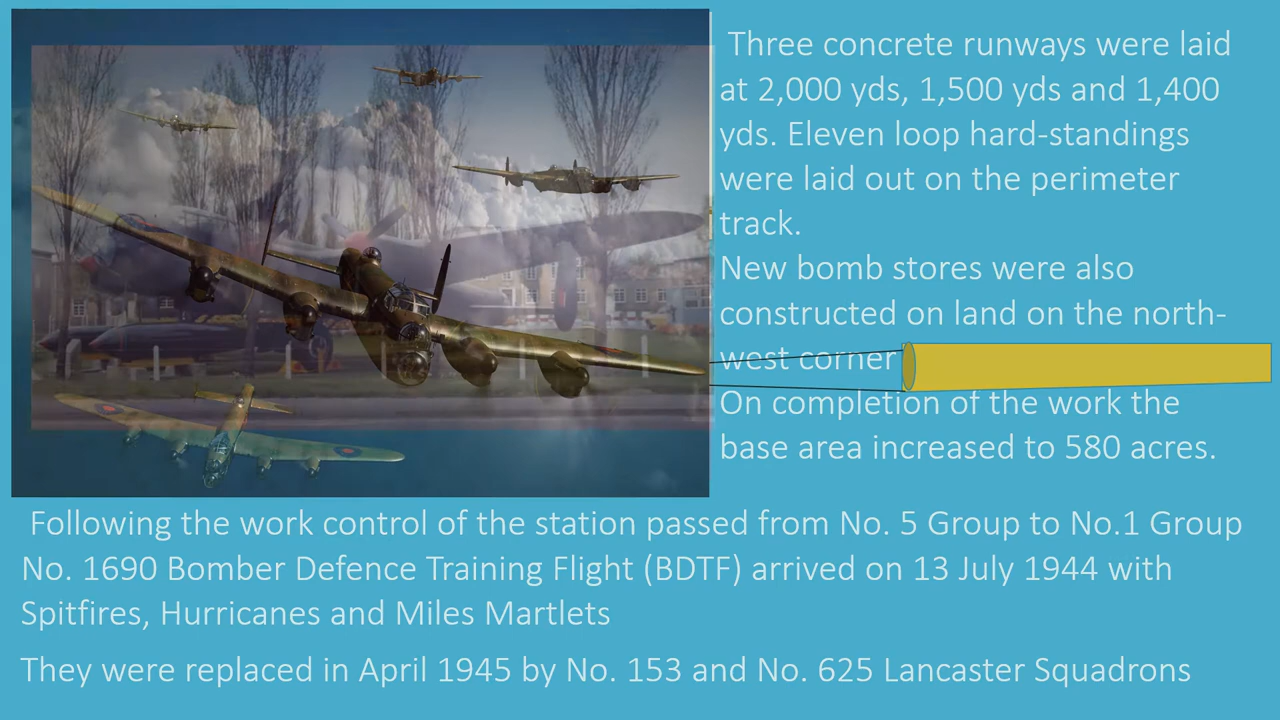 Three concrete runways were laid
at 2,000 yds, 1,500 yds and 1,400
yds. Eleven loop hard-standings
were laid out on the perimeter
track.
New bomb stores were also
constructed on land on the north-
west corner
On completion of the work the
base area increased to 580 acres.
Following the work control of the station passed from No. 5 Group to No.1 Group
No. 1690 Bomber Defence Training Flight (BDTF) arrived on 13 July 1944 with
Spitfires, Hurricanes and Miles Martlets
They were replaced in April 1945 by No. 153 and No. 625 Lancaster Squadrons